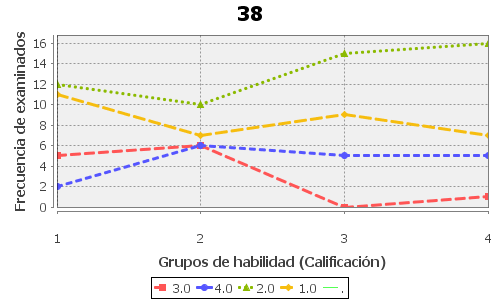 38
Frecuencia de examinados
16
14
12
10
8
6
4
2
0
1 2 3 4
Grupos de habilidad (Calificación)
3.0 4.0 2.0 1.0 .